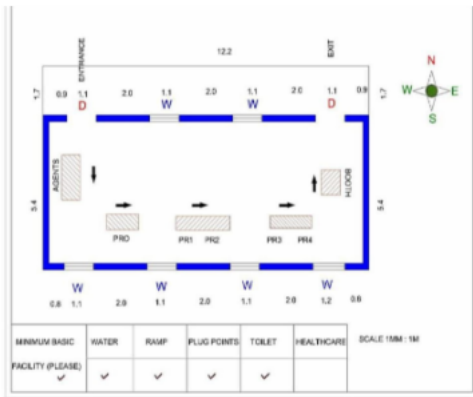 ENTRANCE
EXIT
12.2
1.7 0.9 1.1 2.0 1.1 2.0 1.1 2.0 1.1 0.9 1.7
D W W D
N
W E
S
AGENTS
BOOTH
5.4 5.4
PRO PR1 PR2 PR3 PR4
W W W W
0.8 1.1 2.0 1.1 2.0 1.1 2.0 1.2 0.8
MINIMUM BASIC WATER RAMP PLUG POINTS TOILET HEALTHCARE SCALE 1MM : 1M
FACILITY (PLEASE)